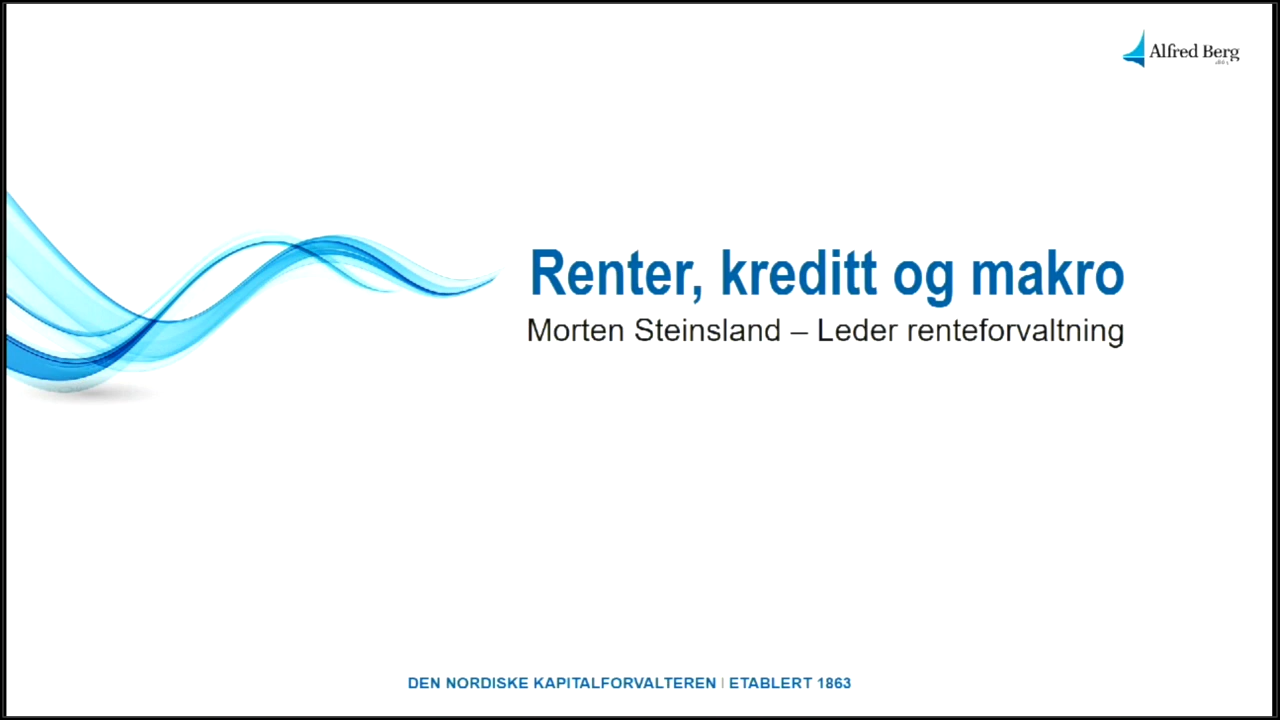 Alfred Berg
Renter, kreditt og makro
Morten Steinsland – Leder renteforvaltning
DEN NORDISKE KAPITALFORVALTEREN | ETABLERT 1863